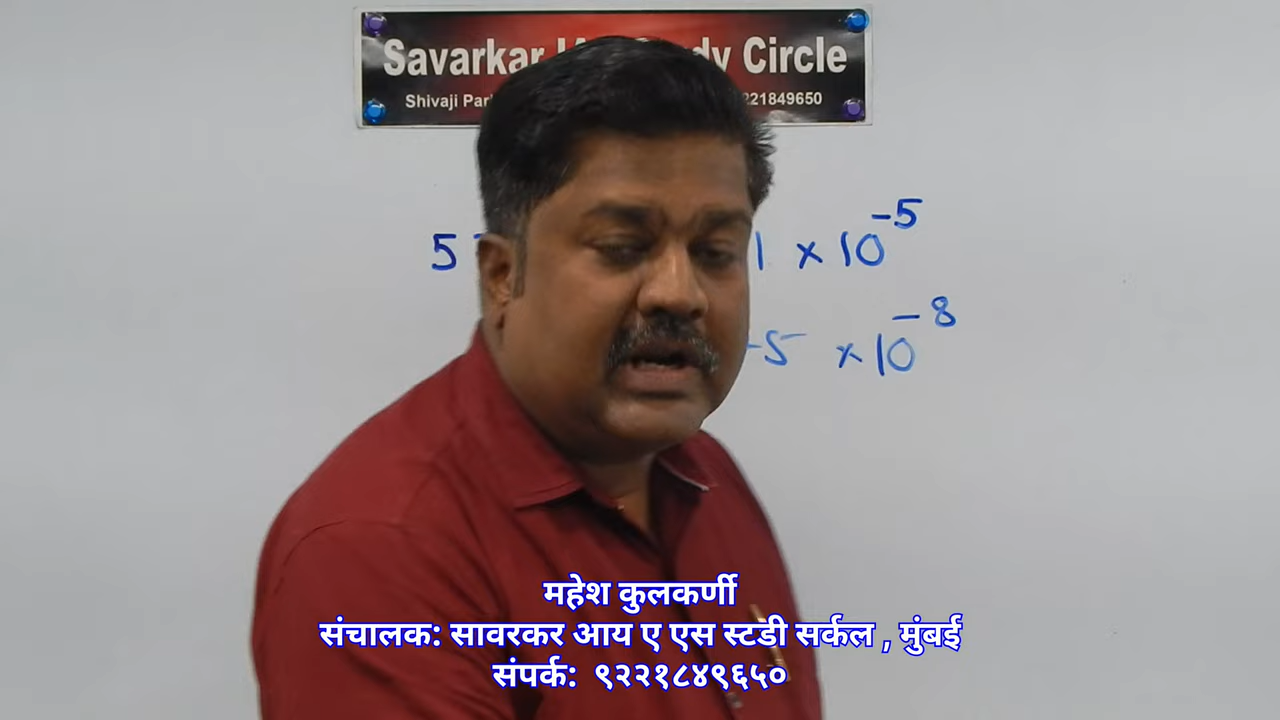 Savarkar Circle
Shivaji 221849650
5 1 × 10⁻⁵
-5 × 10⁻⁸
महेश कुलकर्णी
संचालक: सावरकर आय ए एस स्टडी सर्कल , मुंबई
संपर्क: ९२२१८४९६५०